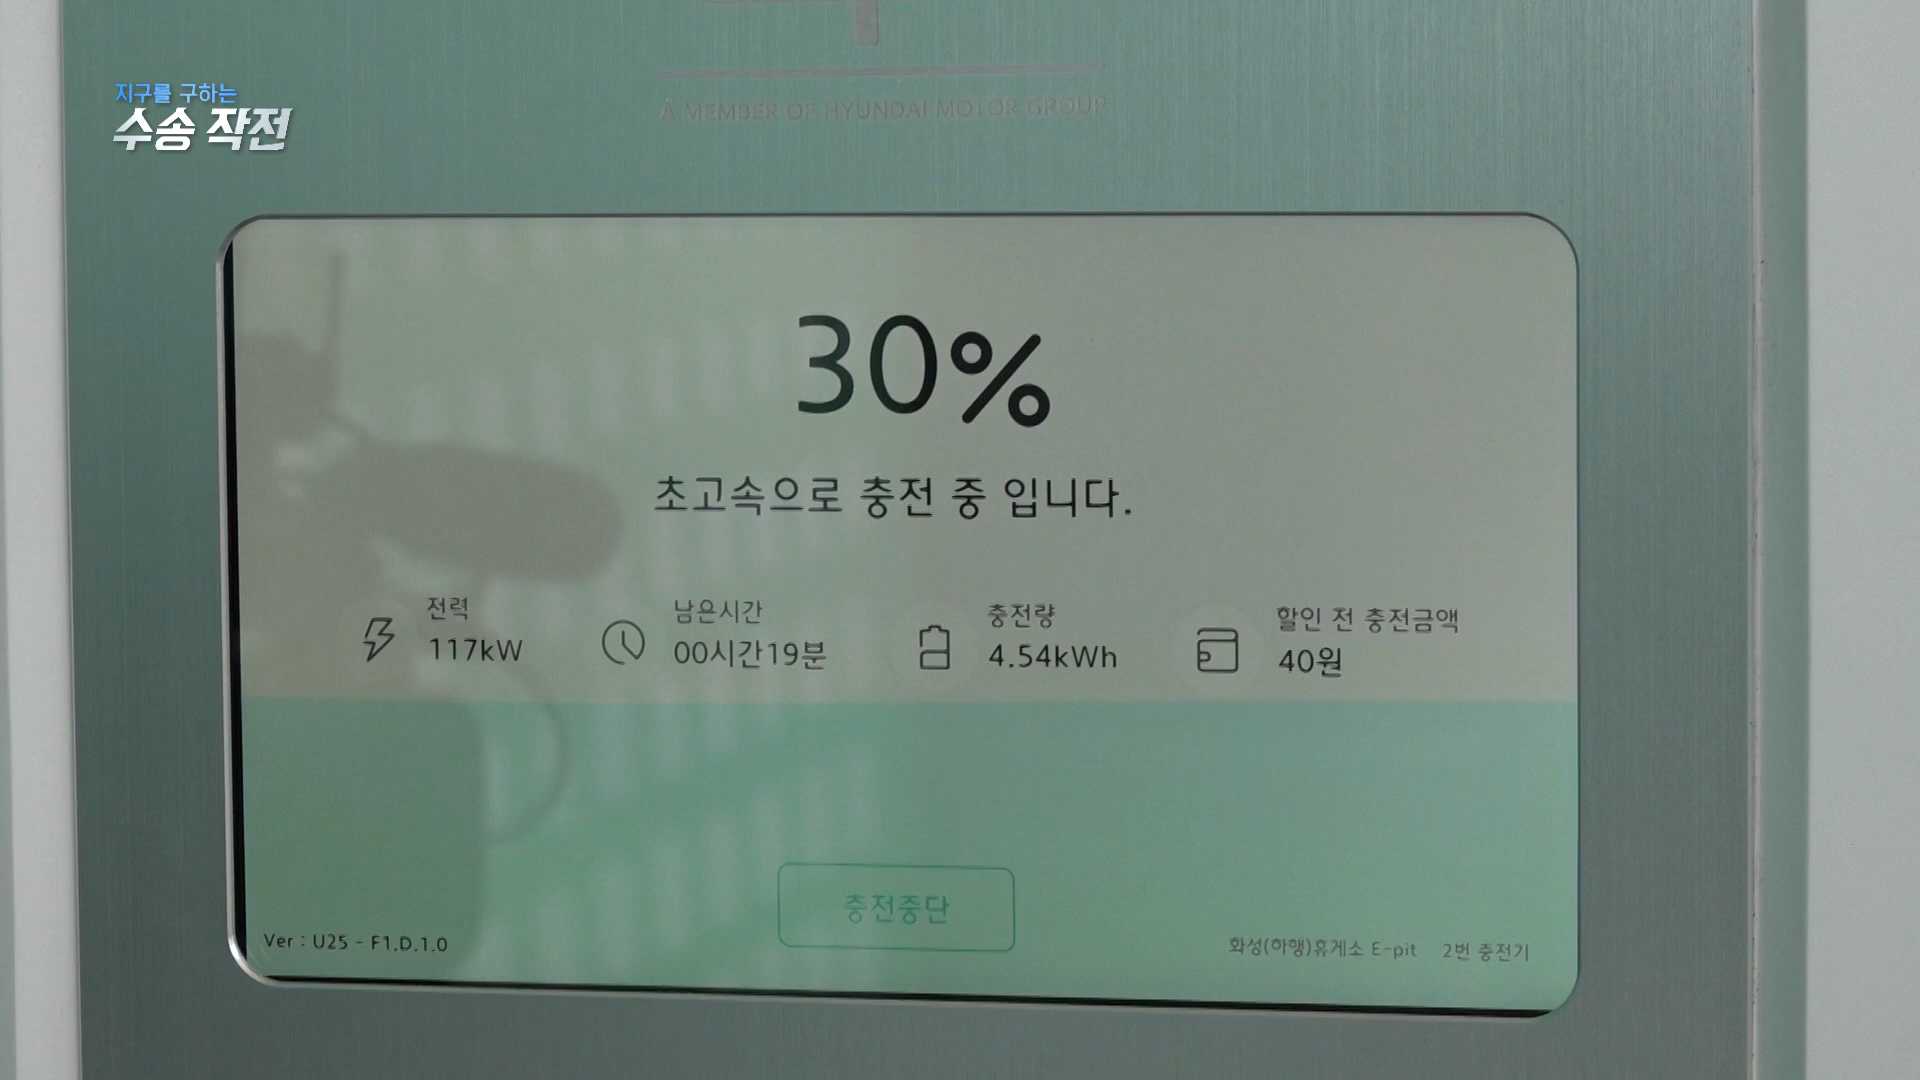 지구를 구하는
수송 작전
A MEMBER OF HYUNDAI MOTOR GROUP
30%
초고속으로 충전 중 입니다.
전력
117kW
남은시간
00시간19분
충전량
4.54kWh
할인 전 충전금액
40원
충전중단
Ver : U25 - F1.D.1.0
화성(하행)휴게소 E-pit 2번 충전기